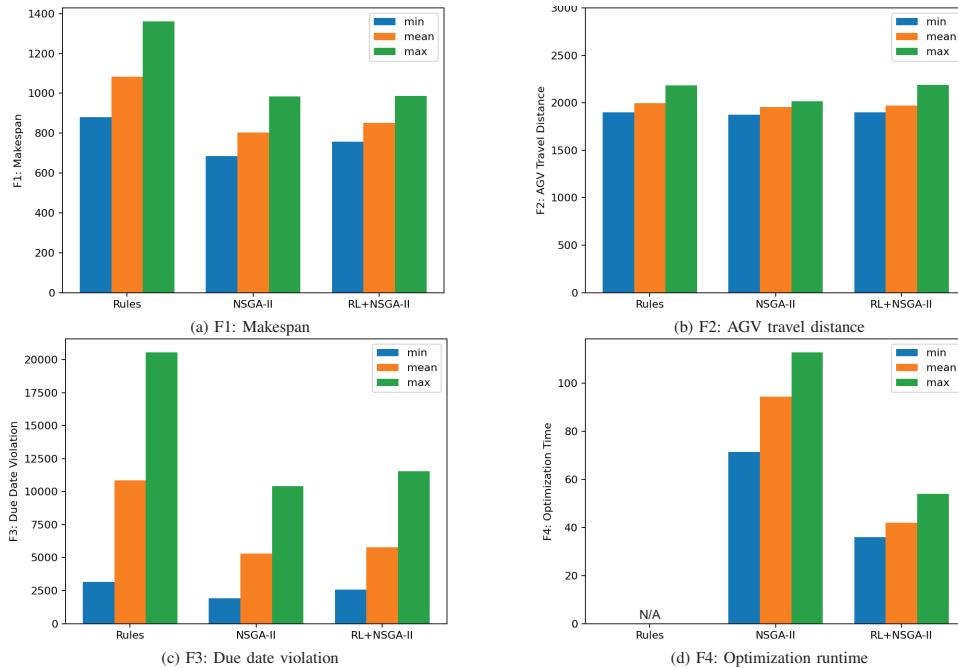 1400
1200
1000
800
600
400
200
0
F1: Makespan
min
mean
max
Rules
NSGA-II
RL+NSGA-II
(a) F1: Makespan
3000
2500
2000
1500
1000
500
0
F2: AGV Travel Distance
min
mean
max
Rules
NSGA-II
RL+NSGA-II
(b) F2: AGV travel distance
20000
17500
15000
12500
10000
7500
5000
2500
0
F3: Due Date Violation
min
mean
max
Rules
NSGA-II
RL+NSGA-II
(c) F3: Due date violation
100
80
60
40
20
0
F4: Optimization Time
min
mean
max
N/A
Rules
NSGA-II
RL+NSGA-II
(d) F4: Optimization runtime